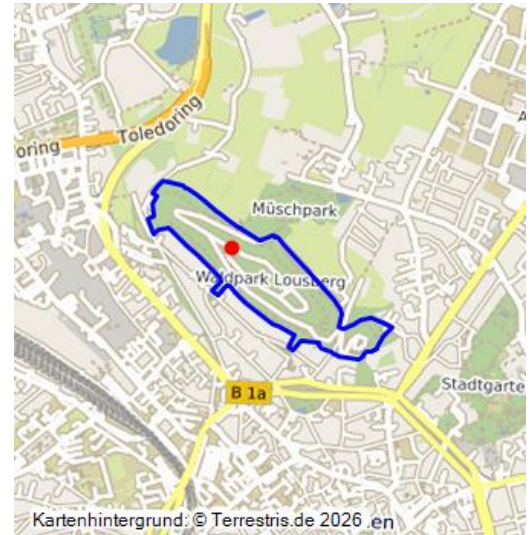 Toledoring
oring
A
Müschpark
Waldpark Lousberg
B 1a
Stadtgarte
Kartenhintergrund: © Terrestris.de 2026
en